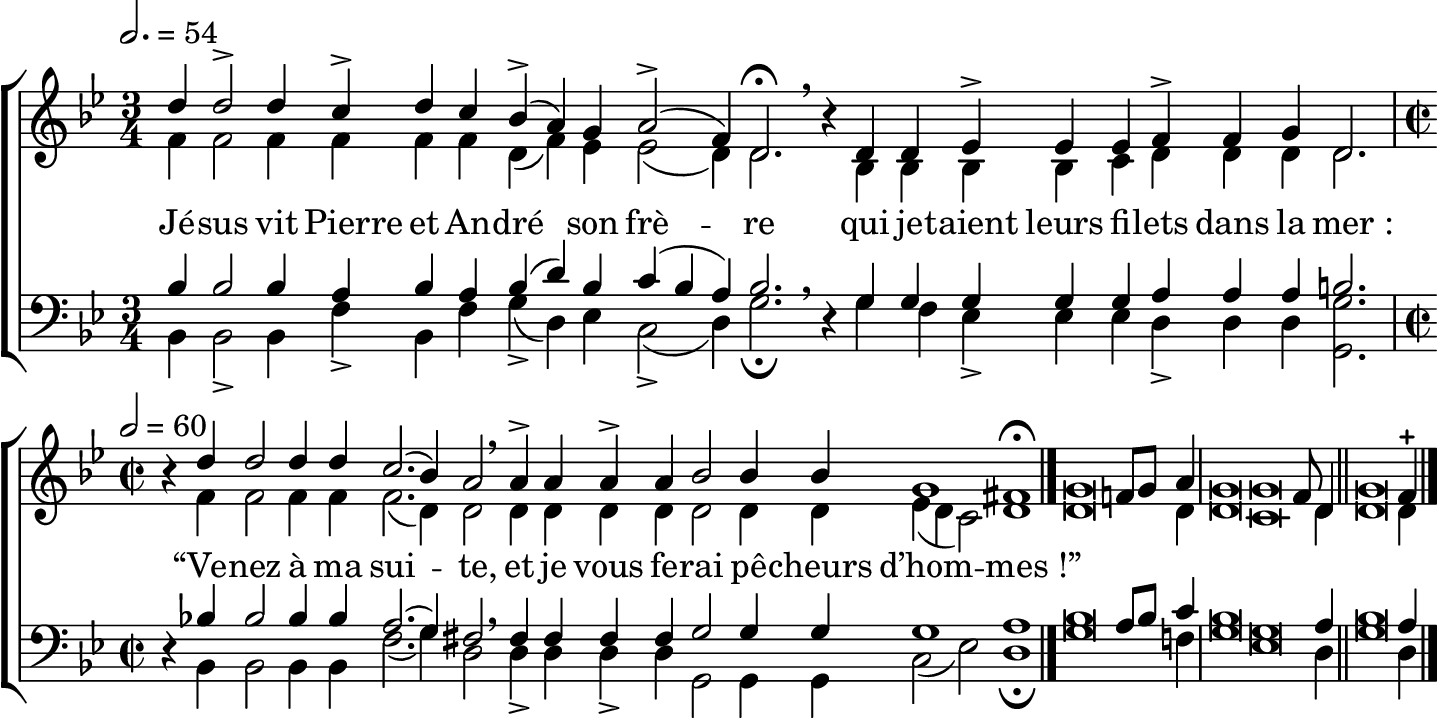 𝅗𝅥. = 54
Jésus vit Pierre et André son frè - re qui jetaient leurs filets dans la mer :
𝅗𝅥 = 60
“Venez à ma sui - te, et je vous ferai pêcheurs d’hom - mes !”